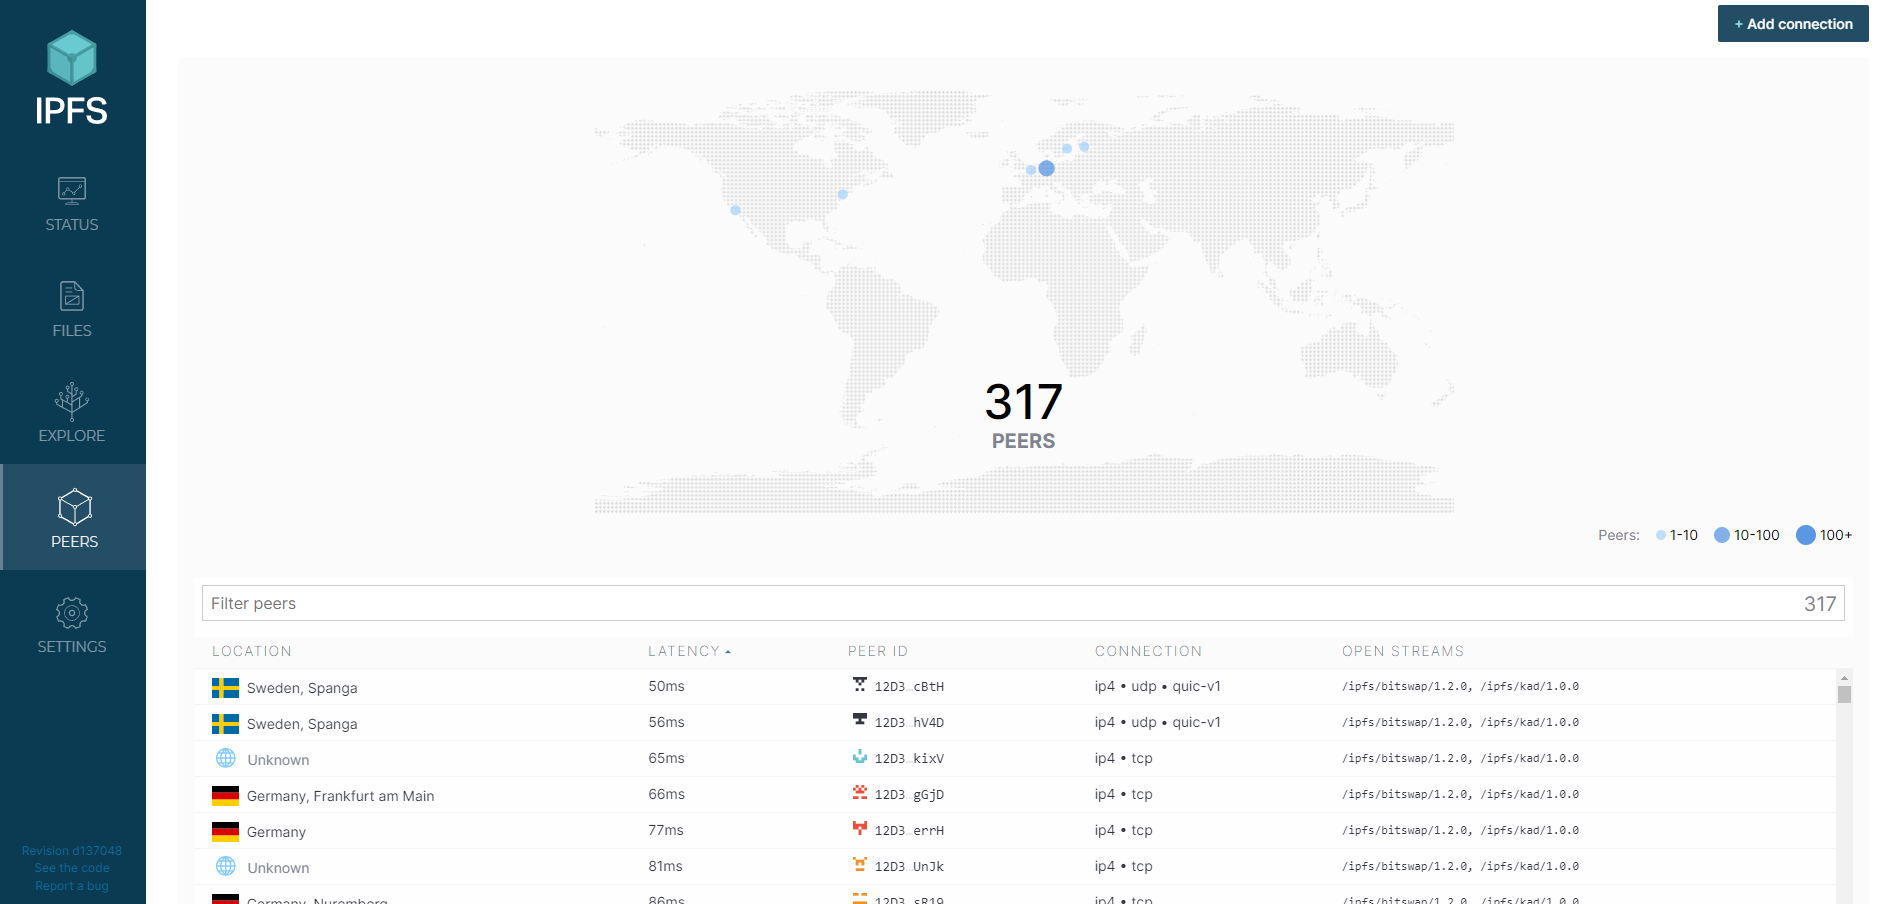 + Add connection
IPFS
STATUS
FILES
EXPLORE
PEERS
SETTINGS
Revision d137048
See the code
Report a bug
317
PEERS
Peers: 1-10 10-100 100+
Filter peers 317
LOCATION LATENCY PEER ID CONNECTION OPEN STREAMS
Sweden, Spanga 50ms 12D3…cBtH ip4 • udp • quic-v1 /ipfs/bitswap/1.2.0, /ipfs/kad/1.0.0
Sweden, Spanga 56ms 12D3…hV4D ip4 • udp • quic-v1 /ipfs/bitswap/1.2.0, /ipfs/kad/1.0.0
Unknown 65ms 12D3…kixV ip4 • tcp /ipfs/bitswap/1.2.0, /ipfs/kad/1.0.0
Germany, Frankfurt am Main 66ms 12D3…gGjD ip4 • tcp /ipfs/bitswap/1.2.0, /ipfs/kad/1.0.0
Germany 77ms 12D3…errH ip4 • tcp /ipfs/bitswap/1.2.0, /ipfs/kad/1.0.0
Unknown 81ms 12D3…UnJk ip4 • tcp /ipfs/bitswap/1.2.0, /ipfs/kad/1.0.0
Germany, Nuremberg 86ms 12D3…sR19 ip4 • tcp /ipfs/bitswap/1.2.0, /ipfs/kad/1.0.0